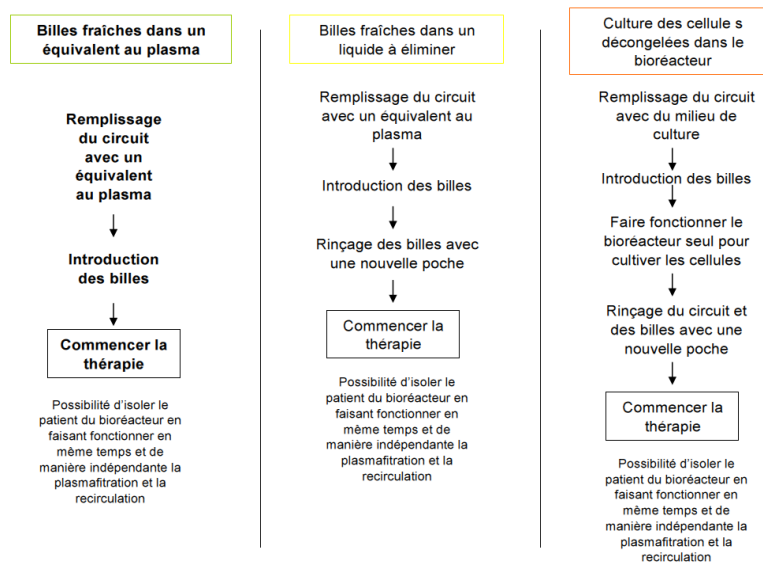 Billes fraîches dans un
équivalent au plasma
Remplissage
du circuit
avec un
équivalent
au plasma
Introduction
des billes
Commencer la
thérapie
Possibilité d'isoler le
patient du bioréacteur en
faisant fonctionner en
même temps et de
manière indépendante la
plasmafitration et la
recirculation
Billes fraîches dans un
liquide à éliminer
Remplissage du circuit
avec un équivalent au
plasma
Introduction des billes
Rinçage des billes avec
une nouvelle poche
Commencer la
thérapie
Possibilité d'isoler le
patient du bioréacteur en
faisant fonctionner en
même temps et de
manière indépendante la
plasmafitration et la
recirculation
Culture des cellule s
décongelées dans le
bioréacteur
Remplissage du circuit
avec du milieu de
culture
Introduction des billes
Faire fonctionner le
bioréacteur seul pour
cultiver les cellules
Rinçage du circuit et
des billes avec une
nouvelle poche
Commencer la
thérapie
Possibilité d'isoler le
patient du bioréacteur en
faisant fonctionner en
même temps et de
manière indépendante la
plasmafitration et la
recirculation